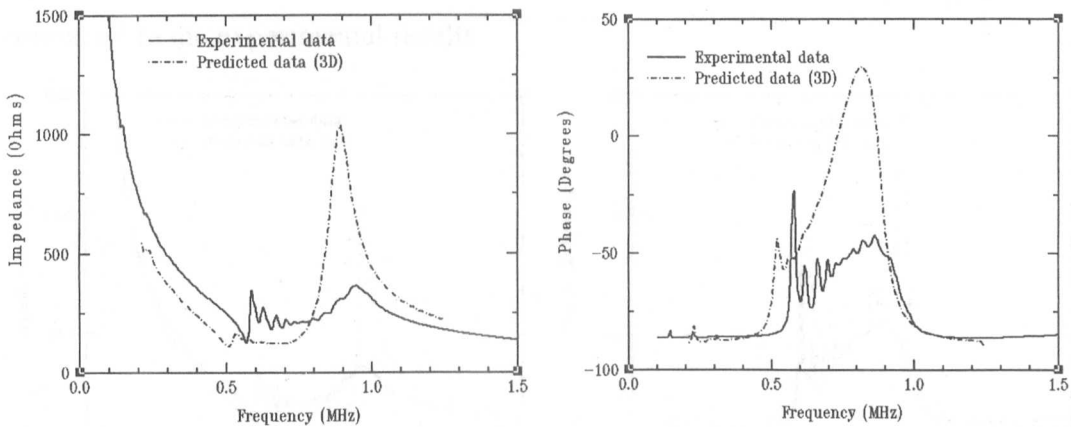 1500
1000
500
0
Impedance (Ohms)
Experimental data
Predicted data (3D)
0.0
0.5
1.0
1.5
Frequency (MHz)
50
0
−50
−100
Phase (Degrees)
Experimental data
Predicted data (3D)
0.0
0.5
1.0
1.5
Frequency (MHz)